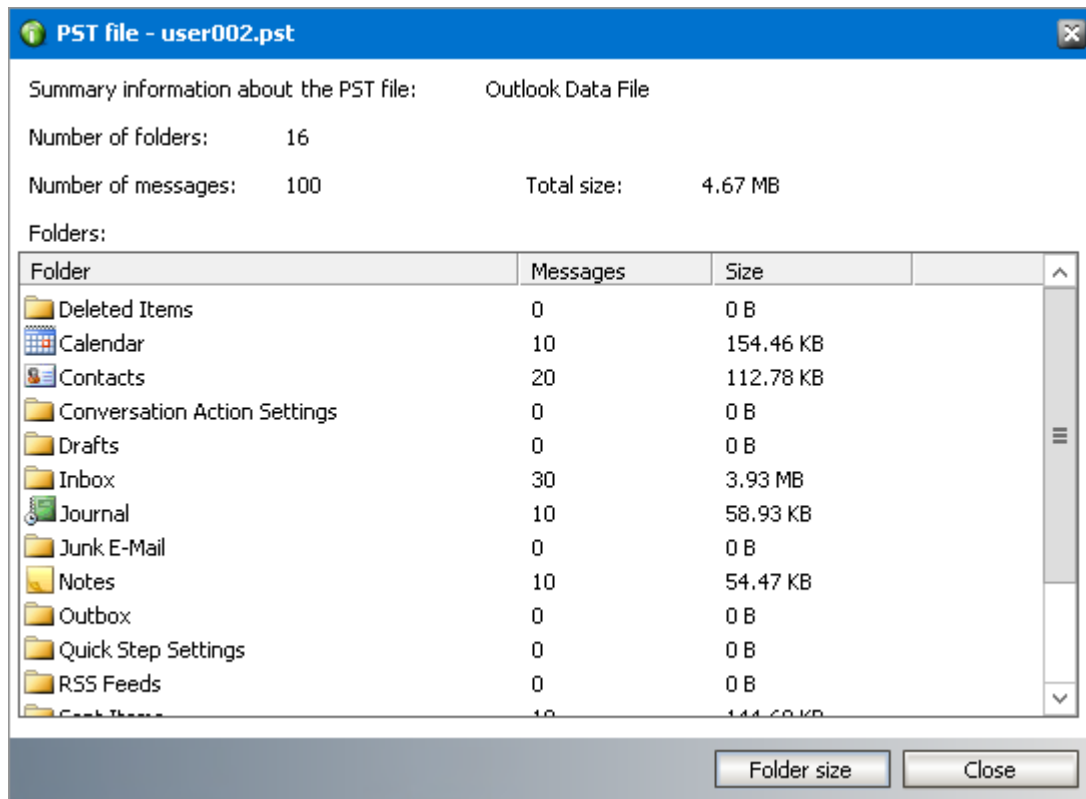 PST file - user002.pst
Summary information about the PST file: Outlook Data File
Number of folders: 16
Number of messages: 100 Total size: 4.67 MB
Folders:
Folder Messages Size
Deleted Items 0 0 B
Calendar 10 154.46 KB
Contacts 20 112.78 KB
Conversation Action Settings 0 0 B
Drafts 0 0 B
Inbox 30 3.93 MB
Journal 10 58.93 KB
Junk E-Mail 0 0 B
Notes 10 54.47 KB
Outbox 0 0 B
Quick Step Settings 0 0 B
RSS Feeds 0 0 B
Sent Items 10
Folder size Close